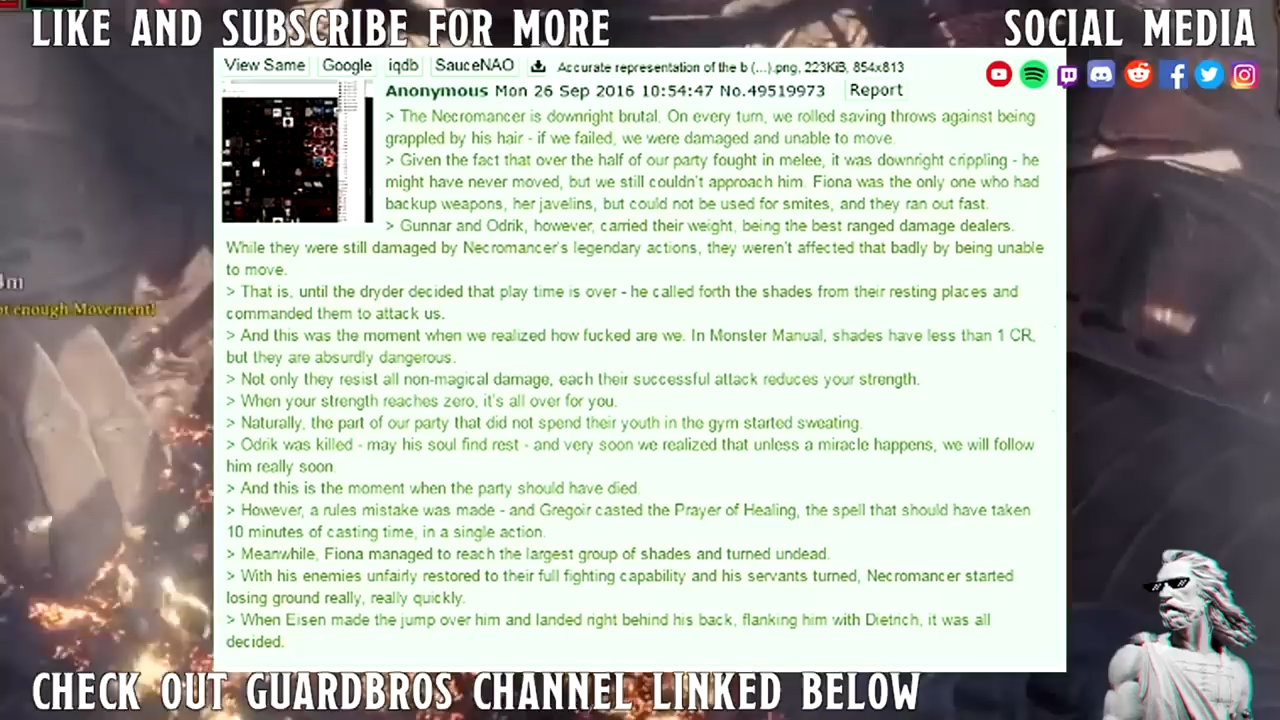 LIKE AND SUBSCRIBE FOR MORE
SOCIAL MEDIA
View Same Google iqdb SauceNAO Accurate representation of the b (...).png, 223KiB, 854x813
Anonymous Mon 26 Sep 2016 10:54:47 No.49519973 Report
> The Necromancer is downright brutal. On every turn, we rolled saving throws against being
grappled by his hair - if we failed, we were damaged and unable to move.
> Given the fact that over the half of our party fought in melee, it was downright crippling - he
might have never moved, but we still couldn't approach him. Fiona was the only one who had
backup weapons, her javelins, but could not be used for smites, and they ran out fast.
> Gunnar and Odrik, however, carried their weight, being the best ranged damage dealers.
While they were still damaged by Necromancer's legendary actions, they weren't affected that badly by being unable
to move.
> That is, until the dryder decided that play time is over - he called forth the shades from their resting places and
commanded them to attack us.
> And this was the moment when we realized how fucked are we. In Monster Manual, shades have less than 1 CR,
but they are absurdly dangerous.
> Not only they resist all non-magical damage, each their successful attack reduces your strength.
> When your strength reaches zero, it's all over for you.
> Naturally, the part of our party that did not spend their youth in the gym started sweating.
> Odrik was killed - may his soul find rest - and very soon we realized that unless a miracle happens, we will follow
him really soon
> And this is the moment when the party should have died.
> However, a rules mistake was made - and Gregoir casted the Prayer of Healing, the spell that should have taken
10 minutes of casting time, in a single action.
> Meanwhile, Fiona managed to reach the largest group of shades and turned undead.
> With his enemies unfairly restored to their full fighting capability and his servants turned, Necromancer started
losing ground really, really quickly.
> When Eisen made the jump over him and landed right behind his back, flanking him with Dietrich, it was all
decided.
enough Movement!
CHECK OUT GUARDBROS CHANNEL LINKED BELOW